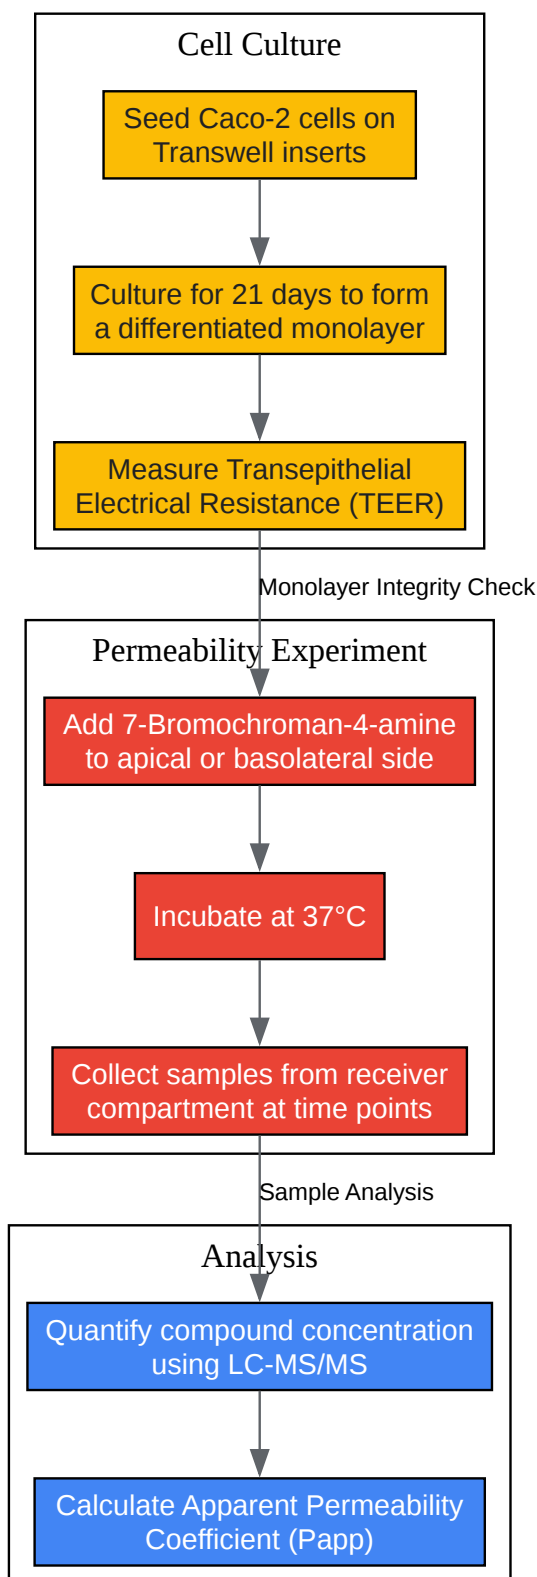 Cell Culture
Seed Caco-2 cells on
Transwell inserts
Culture for 21 days to form
a differentiated monolayer
Measure Transepithelial
Electrical Resistance (TEER)
Monolayer Integrity Check
Permeability Experiment
Add 7-Bromochroman-4-amine
to apical or basolateral side
Incubate at 37°C
Collect samples from receiver
compartment at time points
Sample Analysis
Analysis
Quantify compound concentration
using LC-MS/MS
Calculate Apparent Permeability
Coefficient (Papp)